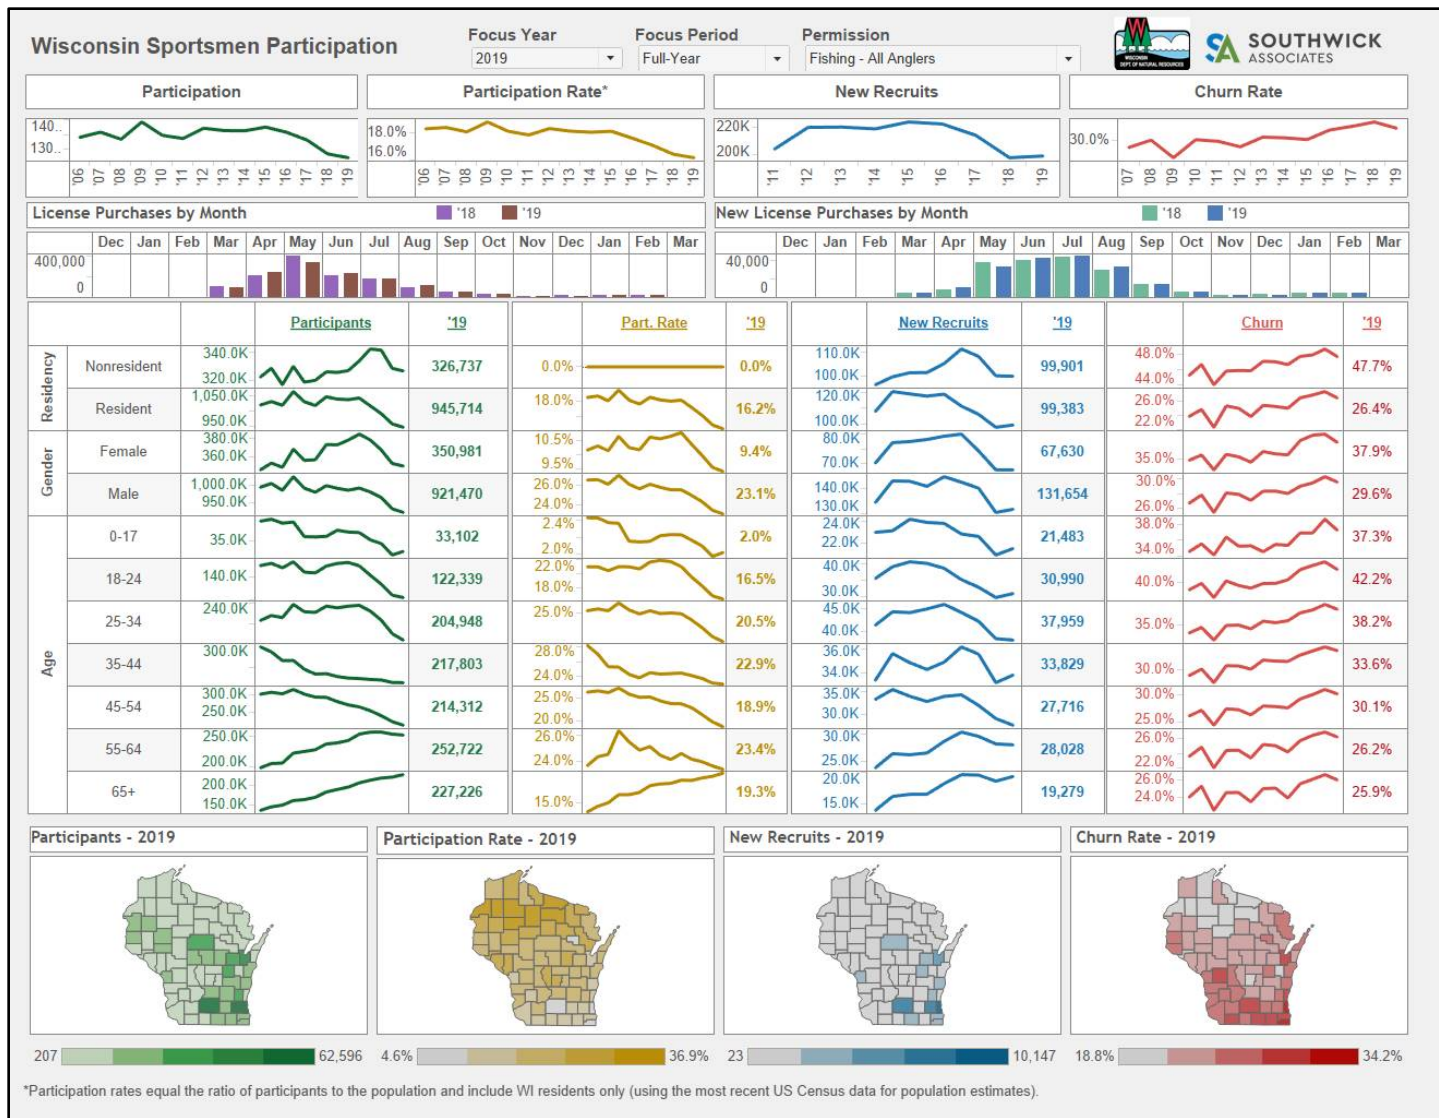 Wisconsin Sportsmen Participation
Focus Year
2019
Focus Period
Full-Year
Permission
Fishing - All Anglers
WISCONSIN
DEPT. OF NATURAL RESOURCES
SA SOUTHWICK
ASSOCIATES
Participation
Participation Rate*
New Recruits
Churn Rate
140..
130..
'06 '07 '08 '09 '10 '11 '12 '13 '14 '15 '16 '17 '18 '19
18.0%
16.0%
'06 '07 '08 '09 '10 '11 '12 '13 '14 '15 '16 '17 '18 '19
220K
200K
'11 '12 '13 '14 '15 '16 '17 '18 '19
30.0%
'07 '08 '09 '10 '11 '12 '13 '14 '15 '16 '17 '18 '19
License Purchases by Month '18 '19
Dec Jan Feb Mar Apr May Jun Jul Aug Sep Oct Nov Dec Jan Feb Mar
400,000
0
New License Purchases by Month '18 '19
Dec Jan Feb Mar Apr May Jun Jul Aug Sep Oct Nov Dec Jan Feb Mar
40,000
0
Participants '19 Part. Rate '19 New Recruits '19 Churn '19
Residency
Nonresident 340.0K 320.0K 326,737 0.0% 0.0% 110.0K 100.0K 99,901 48.0% 44.0% 47.7%
Resident 1,050.0K 950.0K 945,714 18.0% 16.2% 120.0K 100.0K 99,383 26.0% 22.0% 26.4%
Gender
Female 380.0K 360.0K 350,981 10.5% 9.5% 9.4% 80.0K 70.0K 67,630 35.0% 37.9%
Male 1,000.0K 950.0K 921,470 26.0% 24.0% 23.1% 140.0K 130.0K 131,654 30.0% 26.0% 29.6%
Age
0-17 35.0K 33,102 2.4% 2.0% 2.0% 24.0K 22.0K 21,483 38.0% 34.0% 37.3%
18-24 140.0K 122,339 22.0% 18.0% 16.5% 40.0K 30.0K 30,990 40.0% 42.2%
25-34 240.0K 204,948 25.0% 20.5% 45.0K 40.0K 37,959 35.0% 38.2%
35-44 300.0K 217,803 28.0% 24.0% 22.9% 36.0K 34.0K 33,829 30.0% 33.6%
45-54 300.0K 250.0K 214,312 25.0% 20.0% 18.9% 35.0K 30.0K 27,716 30.0% 25.0% 30.1%
55-64 250.0K 200.0K 252,722 26.0% 24.0% 23.4% 30.0K 25.0K 28,028 26.0% 22.0% 26.2%
65+ 200.0K 150.0K 227,226 15.0% 19.3% 20.0K 15.0K 19,279 26.0% 24.0% 25.9%
Participants - 2019
Participation Rate - 2019
New Recruits - 2019
Churn Rate - 2019
207 62,596
4.6% 36.9%
23 10,147
18.8% 34.2%
*Participation rates equal the ratio of participants to the population and include WI residents only (using the most recent US Census data for population estimates).